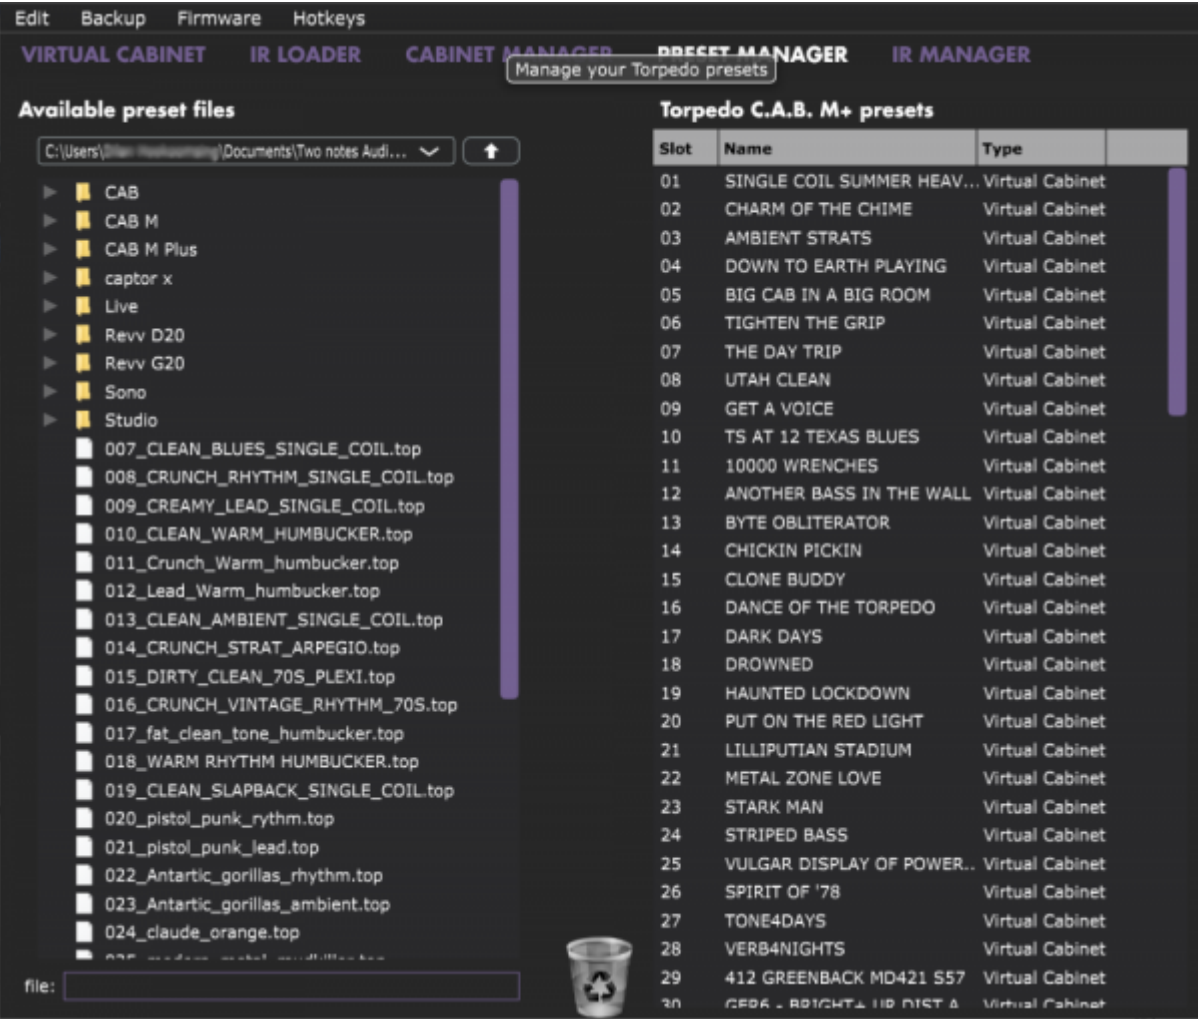 Edit Backup Firmware Hotkeys
VIRTUAL CABINET IR LOADER CABINET MANAGER PRESET MANAGER IR MANAGER
Manage your Torpedo presets
Available preset files
C:\Users\ \Documents\Two notes Audi...
CAB
CAB M
CAB M Plus
captor x
Live
Revv D20
Revv G20
Sono
Studio
007_CLEAN_BLUES_SINGLE_COIL.top
008_CRUNCH_RHYTHM_SINGLE_COIL.top
009_CREAMY_LEAD_SINGLE_COIL.top
010_CLEAN_WARM_HUMBUCKER.top
011_Crunch_Warm_humbucker.top
012_Lead_Warm_humbucker.top
013_CLEAN_AMBIENT_SINGLE_COIL.top
014_CRUNCH_STRAT_ARPEGIO.top
015_DIRTY_CLEAN_70S_PLEXI.top
016_CRUNCH_VINTAGE_RHYTHM_70S.top
017_fat_clean_tone_humbucker.top
018_WARM RHYTHM HUMBUCKER.top
019_CLEAN_SLAPBACK_SINGLE_COIL.top
020_pistol_punk_rythm.top
021_pistol_punk_lead.top
022_Antartic_gorillas_rhythm.top
023_Antartic_gorillas_ambient.top
024_claude_orange.top
file:
Torpedo C.A.B. M+ presets
Slot Name Type
01 SINGLE COIL SUMMER HEAV... Virtual Cabinet
02 CHARM OF THE CHIME Virtual Cabinet
03 AMBIENT STRATS Virtual Cabinet
04 DOWN TO EARTH PLAYING Virtual Cabinet
05 BIG CAB IN A BIG ROOM Virtual Cabinet
06 TIGHTEN THE GRIP Virtual Cabinet
07 THE DAY TRIP Virtual Cabinet
08 UTAH CLEAN Virtual Cabinet
09 GET A VOICE Virtual Cabinet
10 TS AT 12 TEXAS BLUES Virtual Cabinet
11 10000 WRENCHES Virtual Cabinet
12 ANOTHER BASS IN THE WALL Virtual Cabinet
13 BYTE OBLITERATOR Virtual Cabinet
14 CHICKIN PICKIN Virtual Cabinet
15 CLONE BUDDY Virtual Cabinet
16 DANCE OF THE TORPEDO Virtual Cabinet
17 DARK DAYS Virtual Cabinet
18 DROWNED Virtual Cabinet
19 HAUNTED LOCKDOWN Virtual Cabinet
20 PUT ON THE RED LIGHT Virtual Cabinet
21 LILLIPUTIAN STADIUM Virtual Cabinet
22 METAL ZONE LOVE Virtual Cabinet
23 STARK MAN Virtual Cabinet
24 STRIPED BASS Virtual Cabinet
25 VULGAR DISPLAY OF POWER.. Virtual Cabinet
26 SPIRIT OF '78 Virtual Cabinet
27 TONE4DAYS Virtual Cabinet
28 VERB4NIGHTS Virtual Cabinet
29 412 GREENBACK MD421 S57 Virtual Cabinet
30 Virtual Cabinet